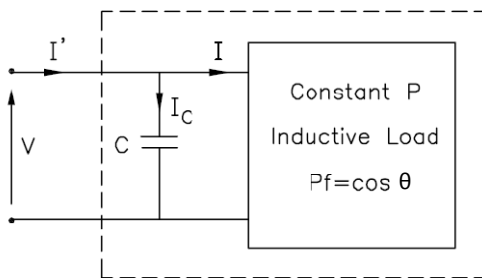 I'
I
I_C
C
V
Constant P
Inductive Load
Pf=cos θ